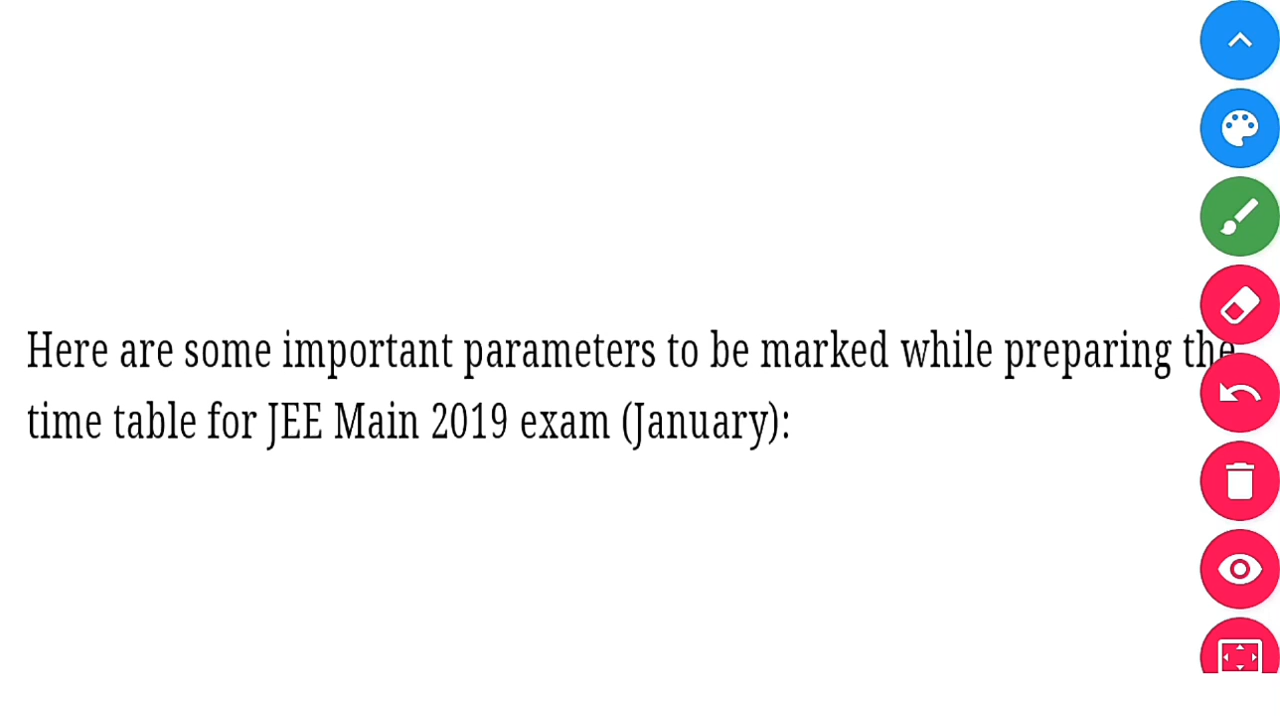 Here are some important parameters to be marked while preparing the
time table for JEE Main 2019 exam (January):